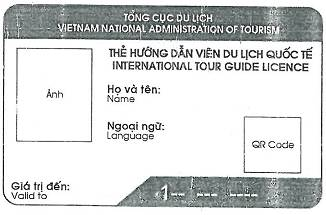 TỔNG CỤC DU LỊCH
VIETNAM NATIONAL ADMINISTRATION OF TOURISM
THẺ HƯỚNG DẪN VIÊN DU LỊCH QUỐC TẾ
INTERNATIONAL TOUR GUIDE LICENCE
Ảnh
Họ và tên:
Name
Ngoại ngữ:
Language
QR Code
Giá trị đến:
Valid to
1-- --- ----